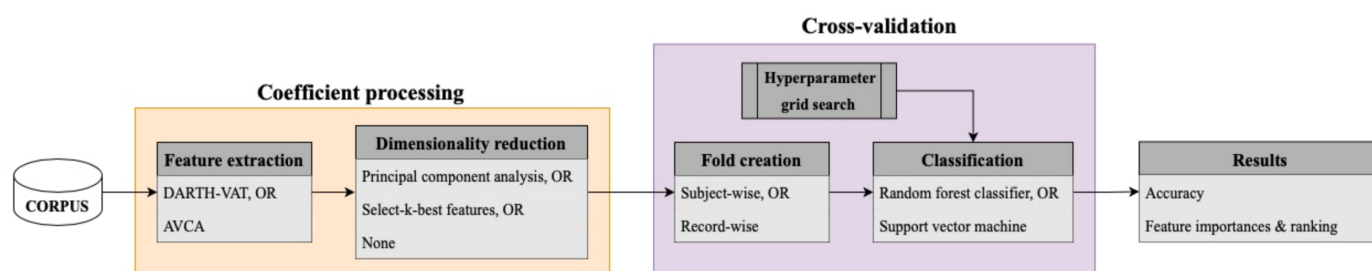 Cross-validation
Coefficient processing
Hyperparameter
grid search
CORPUS
Feature extraction
DARTH-VAT, OR
AVCA
Dimensionality reduction
Principal component analysis, OR
Select-k-best features, OR
None
Fold creation
Subject-wise, OR
Record-wise
Classification
Random forest classifier, OR
Support vector machine
Results
Accuracy
Feature importances & ranking